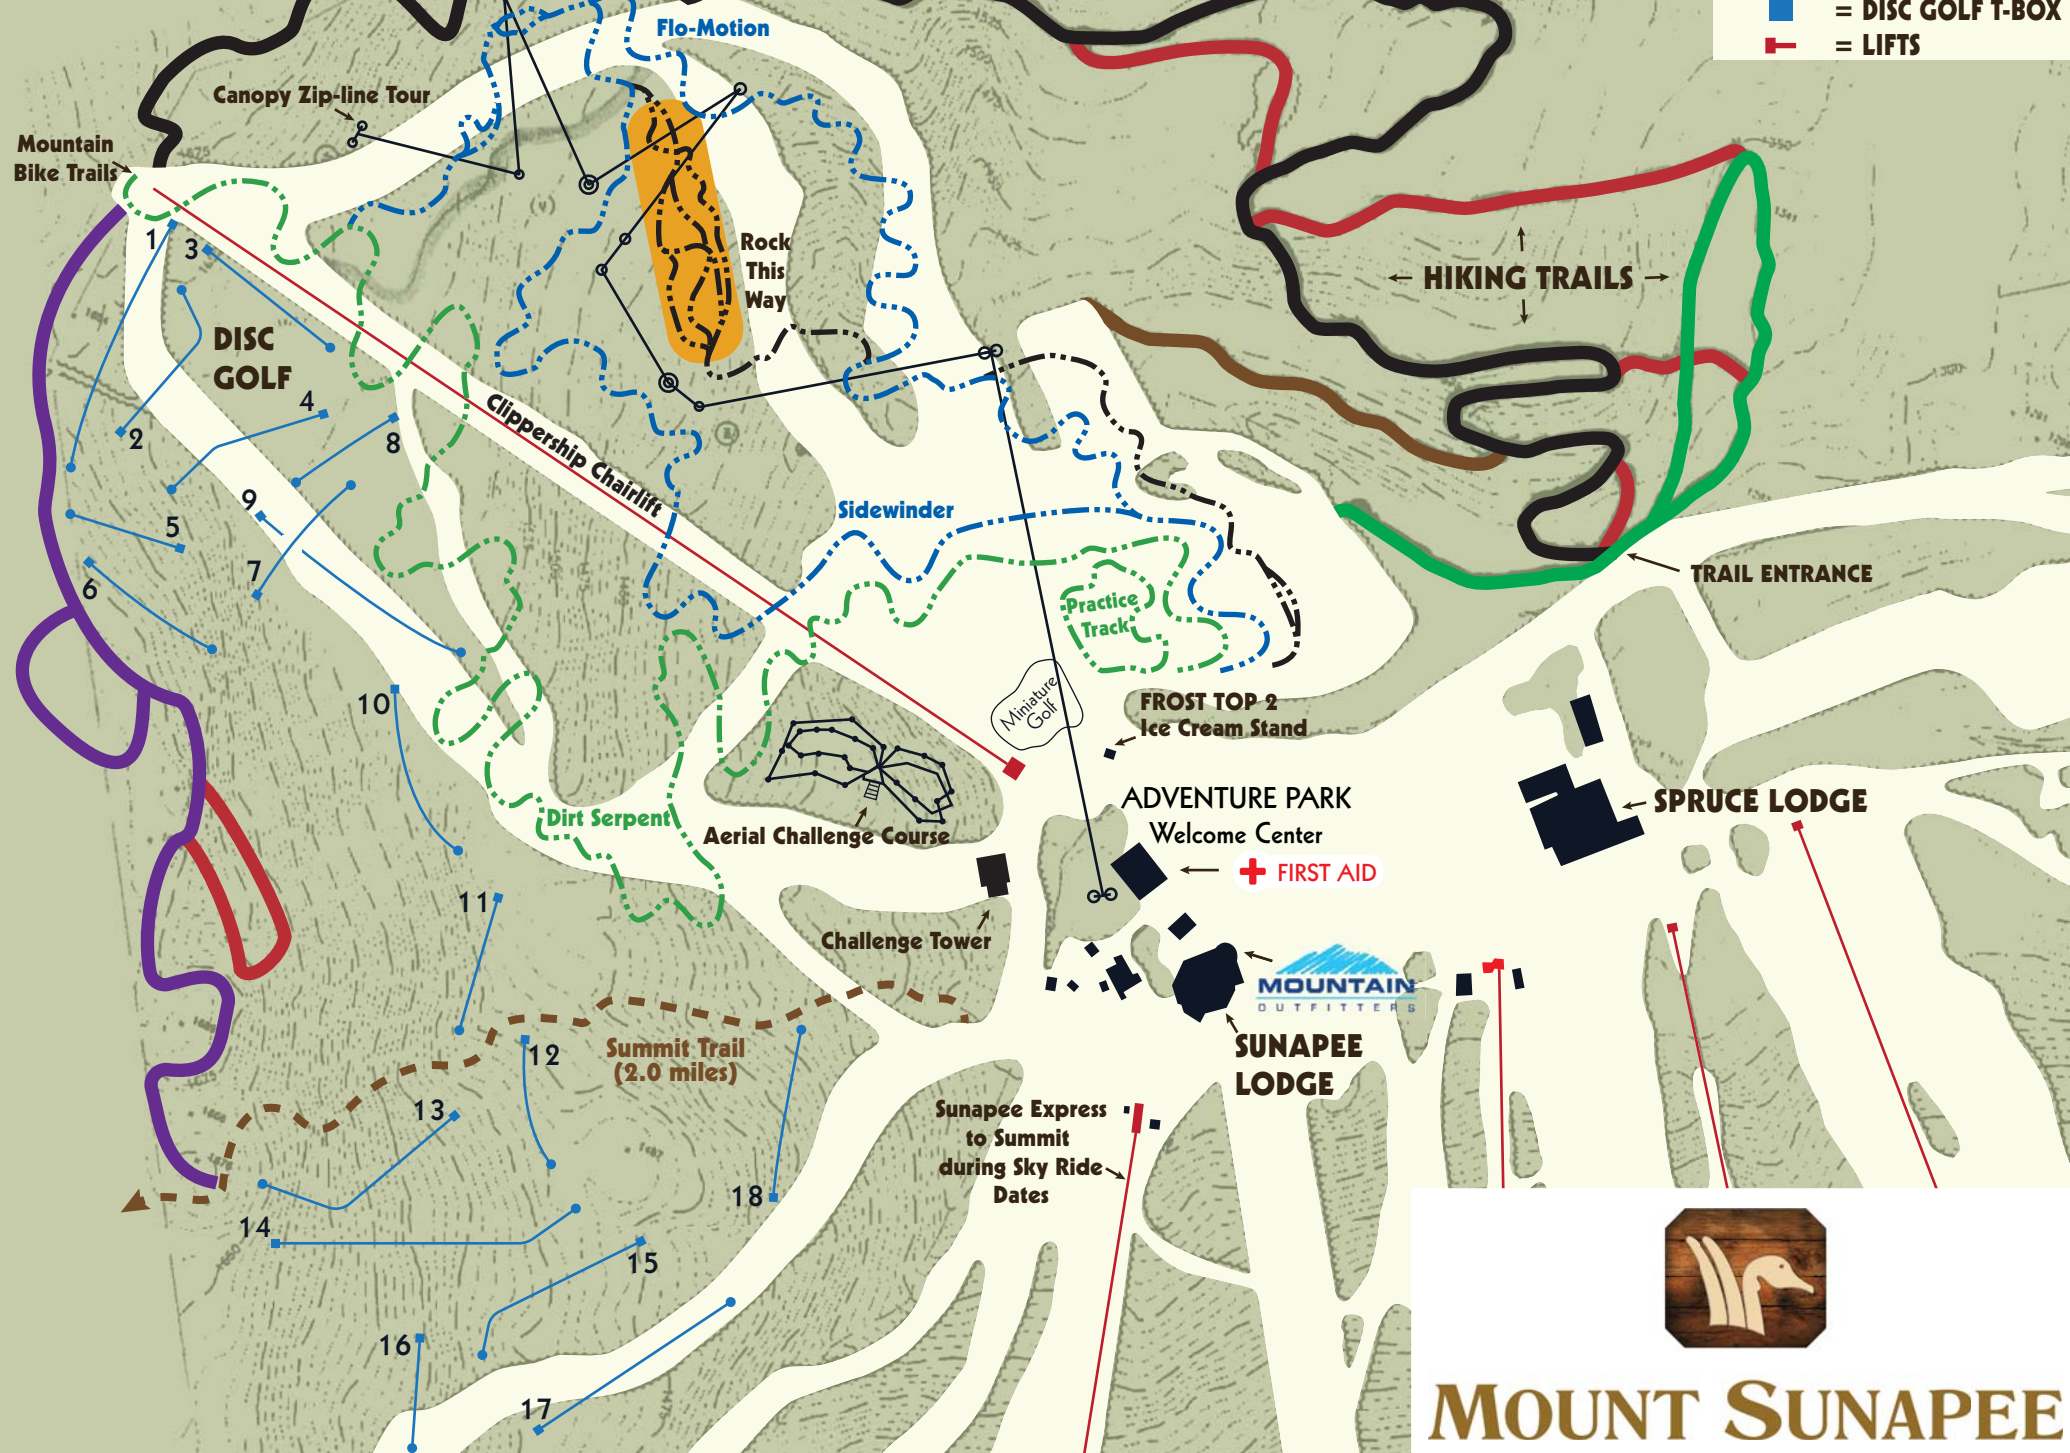 = DISC GOLF T-BOX
= LIFTS
Flo-Motion
Canopy Zip-line Tour
Mountain
Bike Trails
Rock
This
Way
HIKING TRAILS
DISC
GOLF
1
3
4
2
8
5
9
7
6
Clippership Chairlift
Sidewinder
Practice
Track
TRAIL ENTRANCE
10
Miniature
Golf
FROST TOP 2
Ice Cream Stand
ADVENTURE PARK
Welcome Center
FIRST AID
SPRUCE LODGE
Dirt Serpent
Aerial Challenge Course
11
Challenge Tower
MOUNTAIN
OUTFITTERS
SUNAPEE
LODGE
12
Summit Trail
(2.0 miles)
13
Sunapee Express
to Summit
during Sky Ride
Dates
18
14
15
16
17
MOUNT SUNAPEE